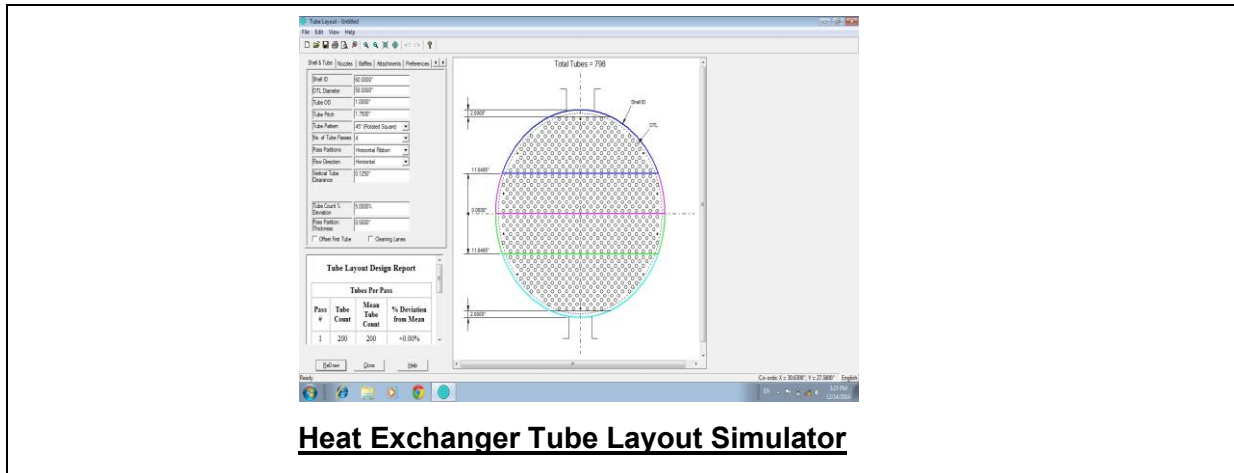 Tube Layout - Untitled
File Edit View Help
Shell & Tube Nozzles Baffles Attachments Preferences
Shell ID 60.0000"
OTL Diameter 58.0000"
Tube OD 1.0000"
Tube Pitch 1.7500"
Tube Pattern 45° (Rotated Square)
No. of Tube Passes 4
Pass Partitions Horizontal Ribbon
Flow Direction Horizontal
Vertical Tube
Clearance
0.1250"
Tube Count %
Deviation
5.0000%
Pass Partition
Thickness
0.5000"
Offset First Tube Cleaning Lanes
Tube Layout Design Report
Tubes Per Pass
Pass # Tube Count Mean Tube Count % Deviation from Mean
1 200 200 +0.00%
ReDraw Close Help
Ready
Total Tubes = 798
Shell ID
OTL
2.0000"
0.0000"
2.0000"
English
EN
12/14/2014
Heat Exchanger Tube Layout Simulator